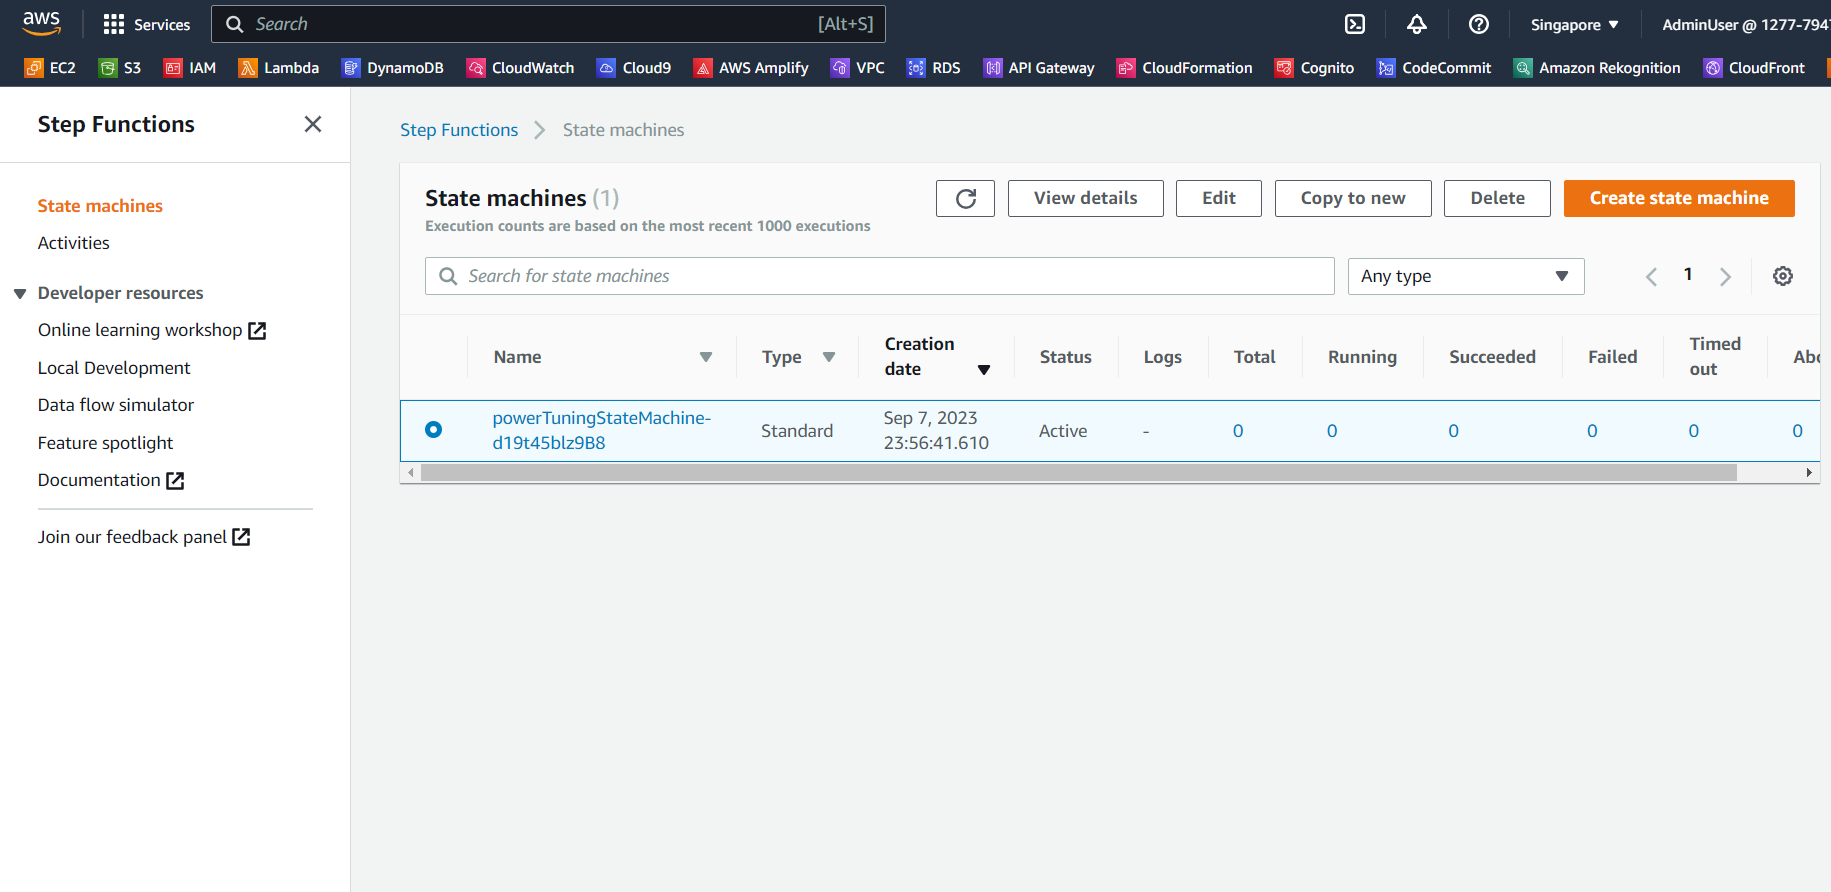 aws
Services
Search
[Alt+S]
Singapore
AdminUser @ 1277-794
EC2
S3
IAM
Lambda
DynamoDB
CloudWatch
Cloud9
AWS Amplify
VPC
RDS
API Gateway
CloudFormation
Cognito
CodeCommit
Amazon Rekognition
CloudFront
Step Functions
State machines
Activities
Developer resources
Online learning workshop
Local Development
Data flow simulator
Feature spotlight
Documentation
Join our feedback panel
Step Functions
State machines
State machines (1)
Execution counts are based on the most recent 1000 executions
View details
Edit
Copy to new
Delete
Create state machine
Search for state machines
Any type
1
Name
Type
Creation
date
Status
Logs
Total
Running
Succeeded
Failed
Timed
out
powerTuningStateMachine-
d19t45blz9B8
Standard
Sep 7, 2023
23:56:41.610
Active
-
0
0
0
0
0
0